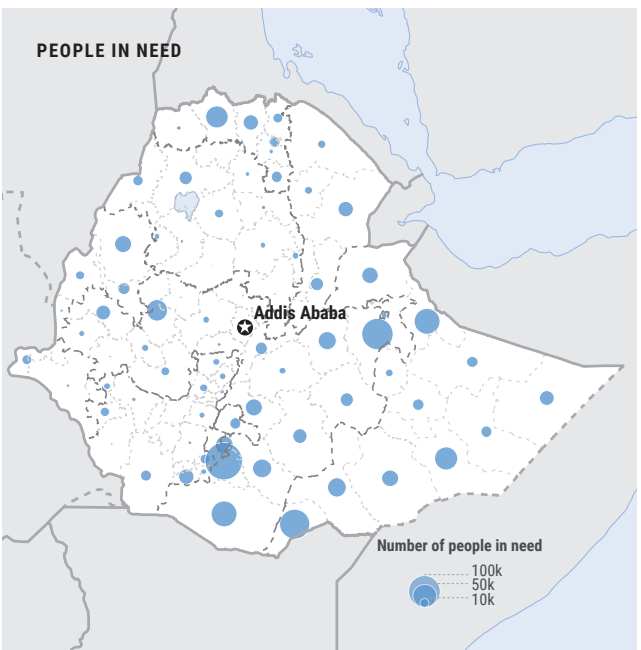 PEOPLE IN NEED
Addis Ababa
Number of people in need
100k
50k
10k